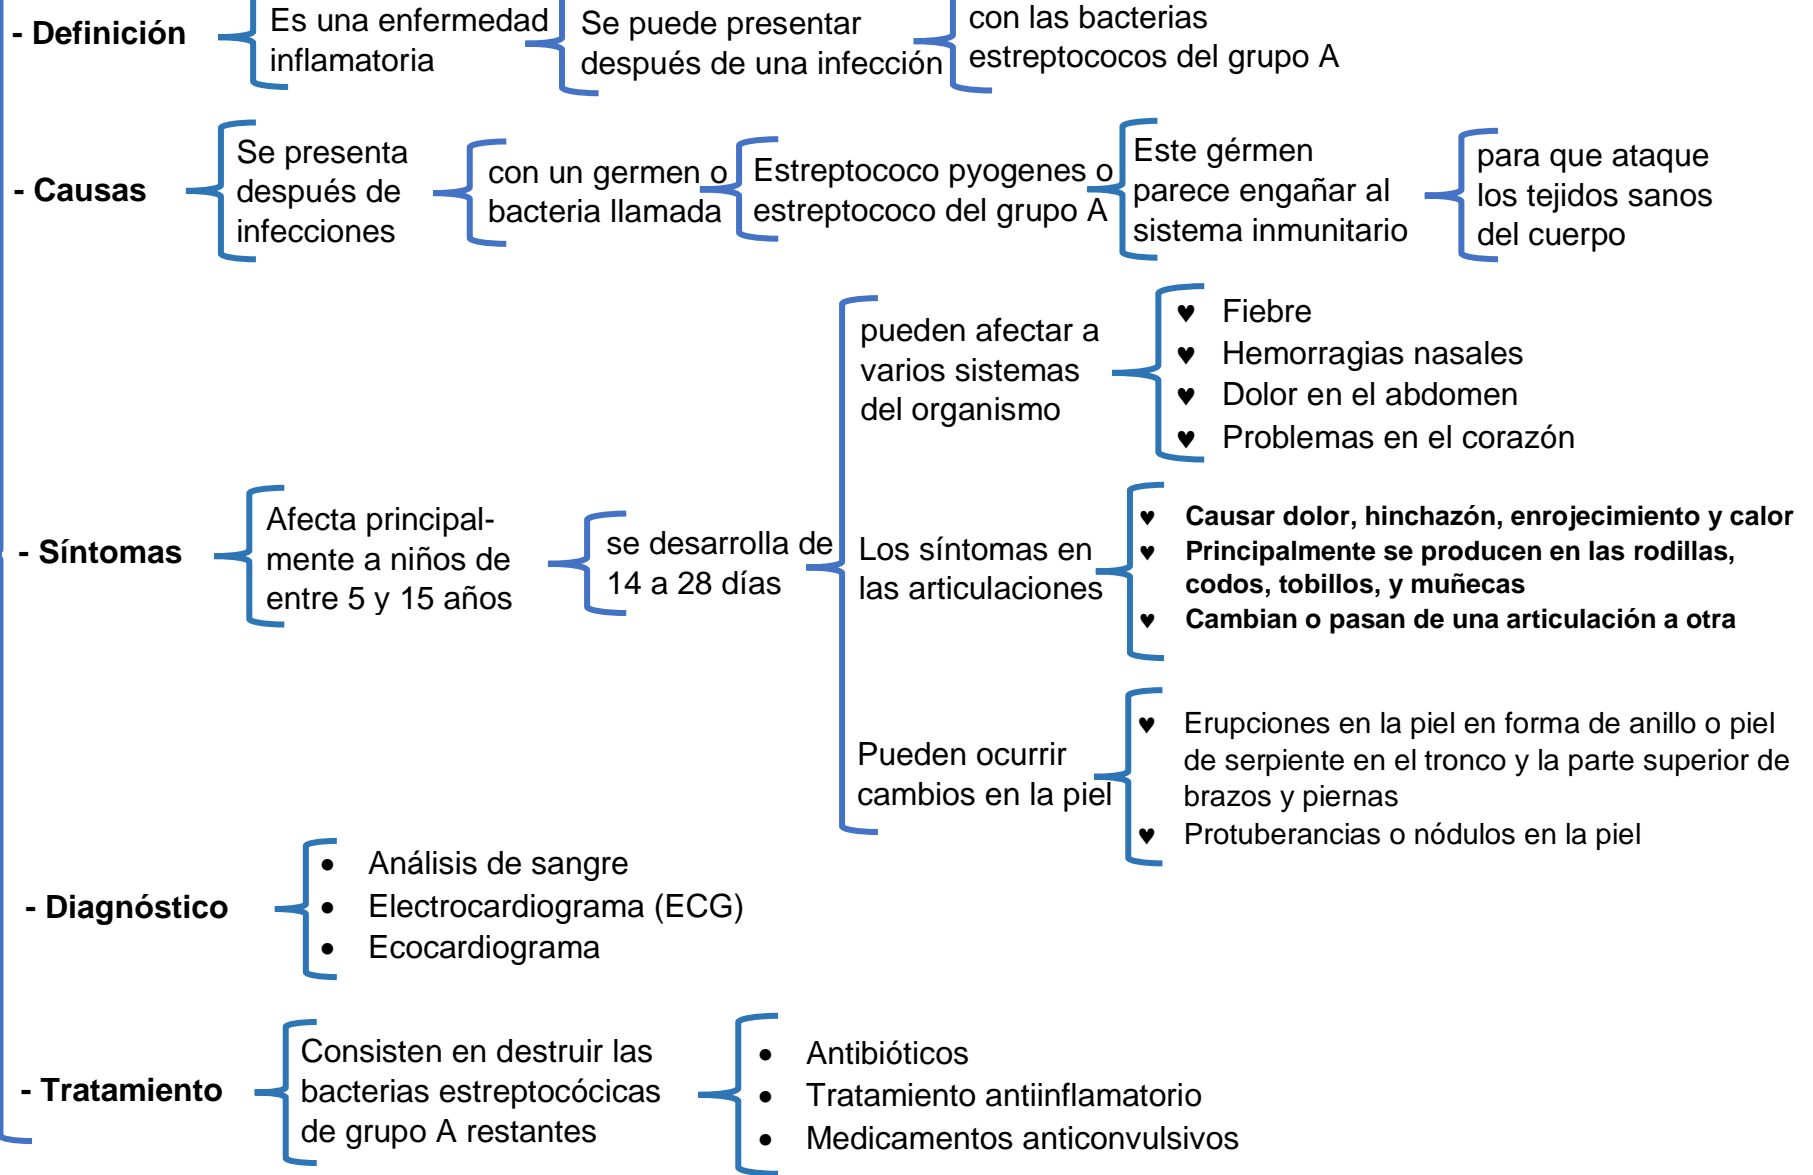 - Definición
Es una enfermedad
inflamatoria
Se puede presentar
después de una infección
con las bacterias
estreptococos del grupo A
- Causas
Se presenta
después de
infecciones
con un germen o
bacteria llamada
Estreptococo pyogenes o
estreptococo del grupo A
Este gérmen
parece engañar al
sistema inmunitario
para que ataque
los tejidos sanos
del cuerpo
- Síntomas
Afecta principal-
mente a niños de
entre 5 y 15 años
se desarrolla de
14 a 28 días
pueden afectar a
varios sistemas
del organismo
♥ Fiebre
♥ Hemorragias nasales
♥ Dolor en el abdomen
♥ Problemas en el corazón
Los síntomas en
las articulaciones
♥ Causar dolor, hinchazón, enrojecimiento y calor
♥ Principalmente se producen en las rodillas,
codos, tobillos, y muñecas
♥ Cambian o pasan de una articulación a otra
Pueden ocurrir
cambios en la piel
♥ Erupciones en la piel en forma de anillo o piel
de serpiente en el tronco y la parte superior de
brazos y piernas
♥ Protuberancias o nódulos en la piel
- Diagnóstico
• Análisis de sangre
• Electrocardiograma (ECG)
• Ecocardiograma
- Tratamiento
Consisten en destruir las
bacterias estreptocócicas
de grupo A restantes
• Antibióticos
• Tratamiento antiinflamatorio
• Medicamentos anticonvulsivos